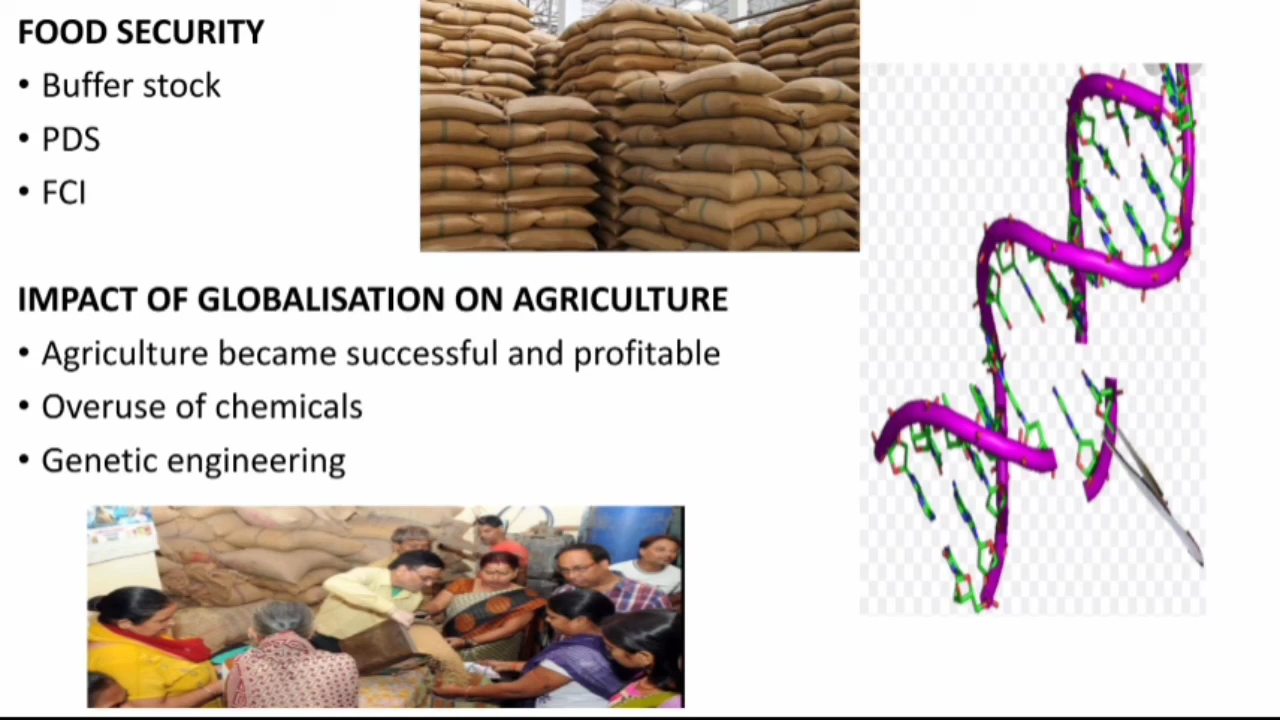 FOOD SECURITY
• Buffer stock
• PDS
• FCI
IMPACT OF GLOBALISATION ON AGRICULTURE
• Agriculture became successful and profitable
• Overuse of chemicals
• Genetic engineering